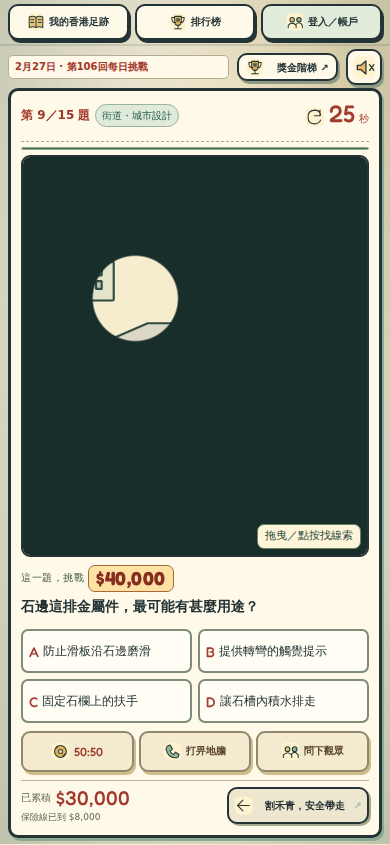 我的香港足跡
排行榜
登入／帳戶
2月27日 · 第106回每日挑戰
獎金階梯 ↗
第 9／15 題
街道・城市設計
25 秒
拖曳／點按找線索
這一題，挑戰 $40,000
石邊這排金屬件，最可能有甚麼用途？
A 防止滑板沿石邊磨滑
B 提供轉彎的觸覺提示
C 固定石欄上的扶手
D 讓石槽內積水排走
50:50
打畀地膽
問下觀眾
已累積 $30,000
保險線已到 $8,000
割禾青，安全帶走 ↗